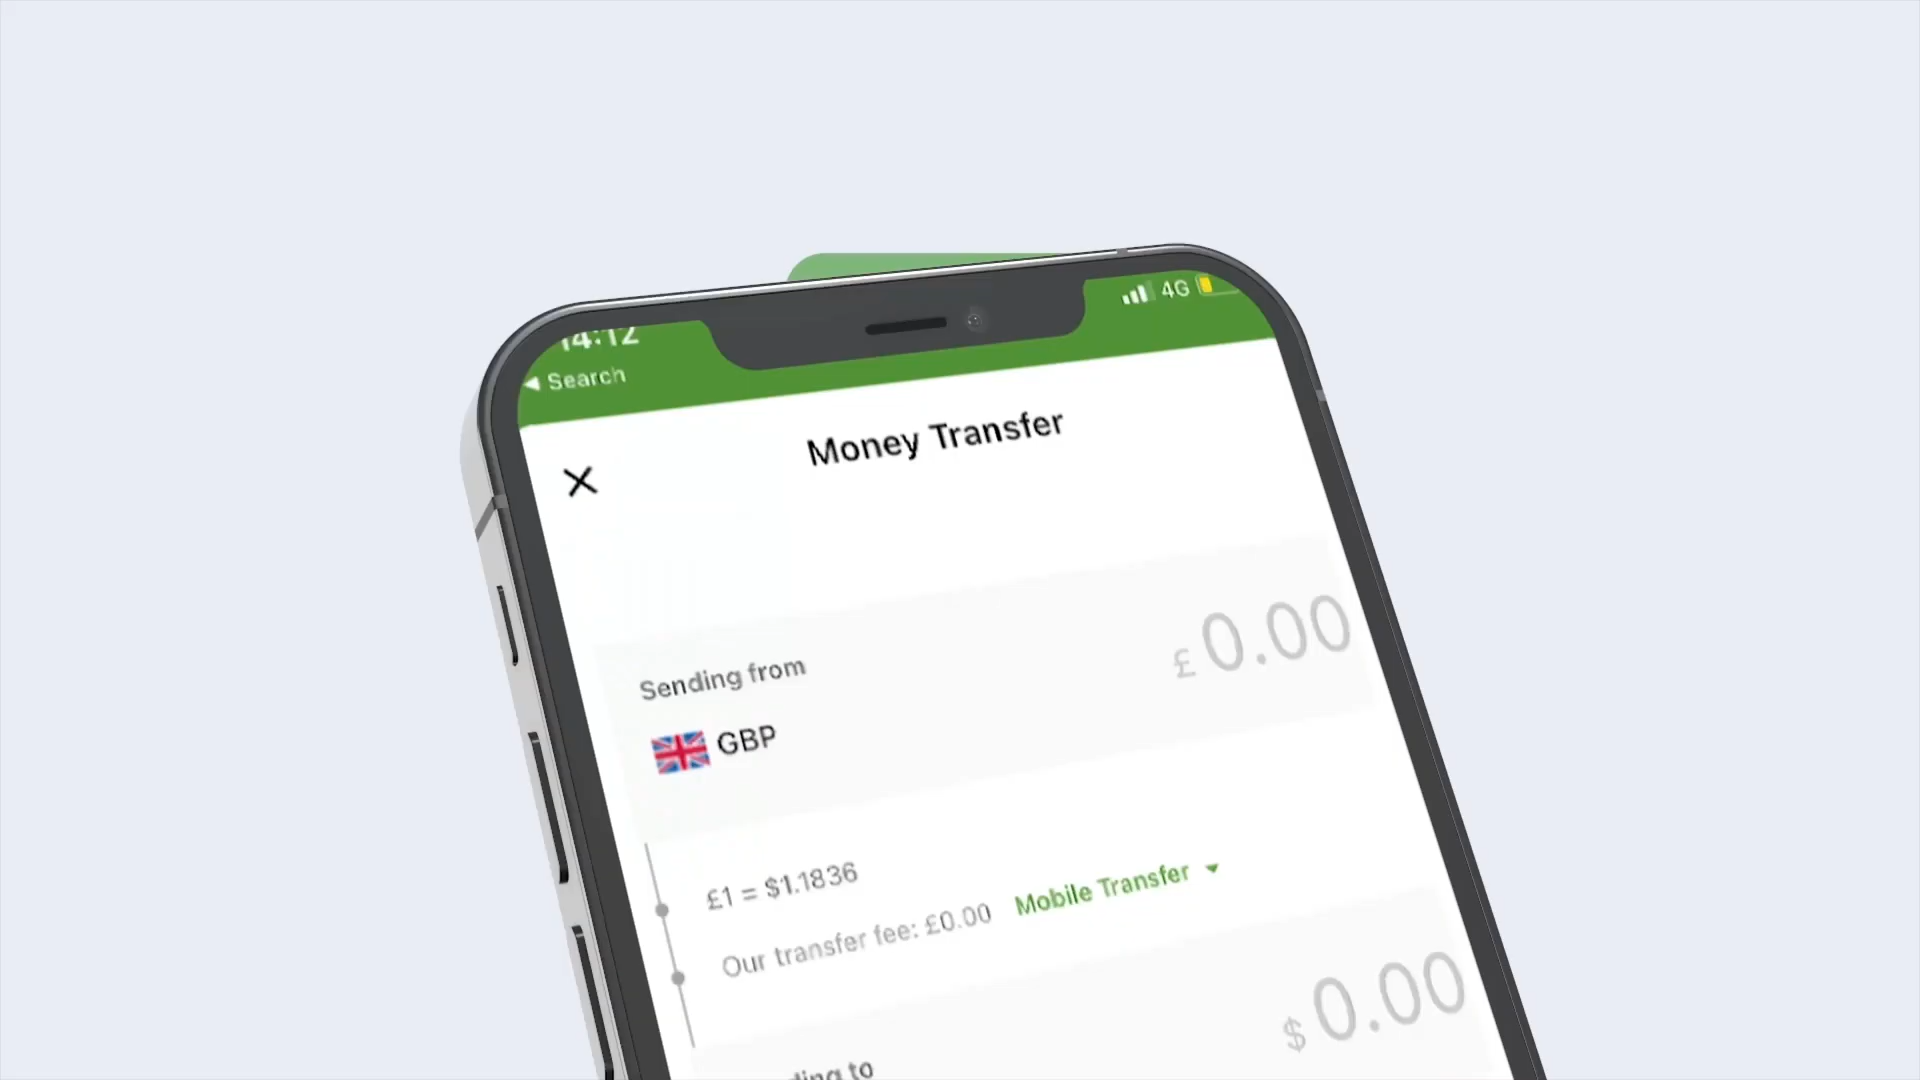 14:12
4G
◀ Search
Money Transfer
Sending from
£0.00
GBP
£1 = $1.1836
Our transfer fee: £0.00 Mobile Transfer
$0.00
to